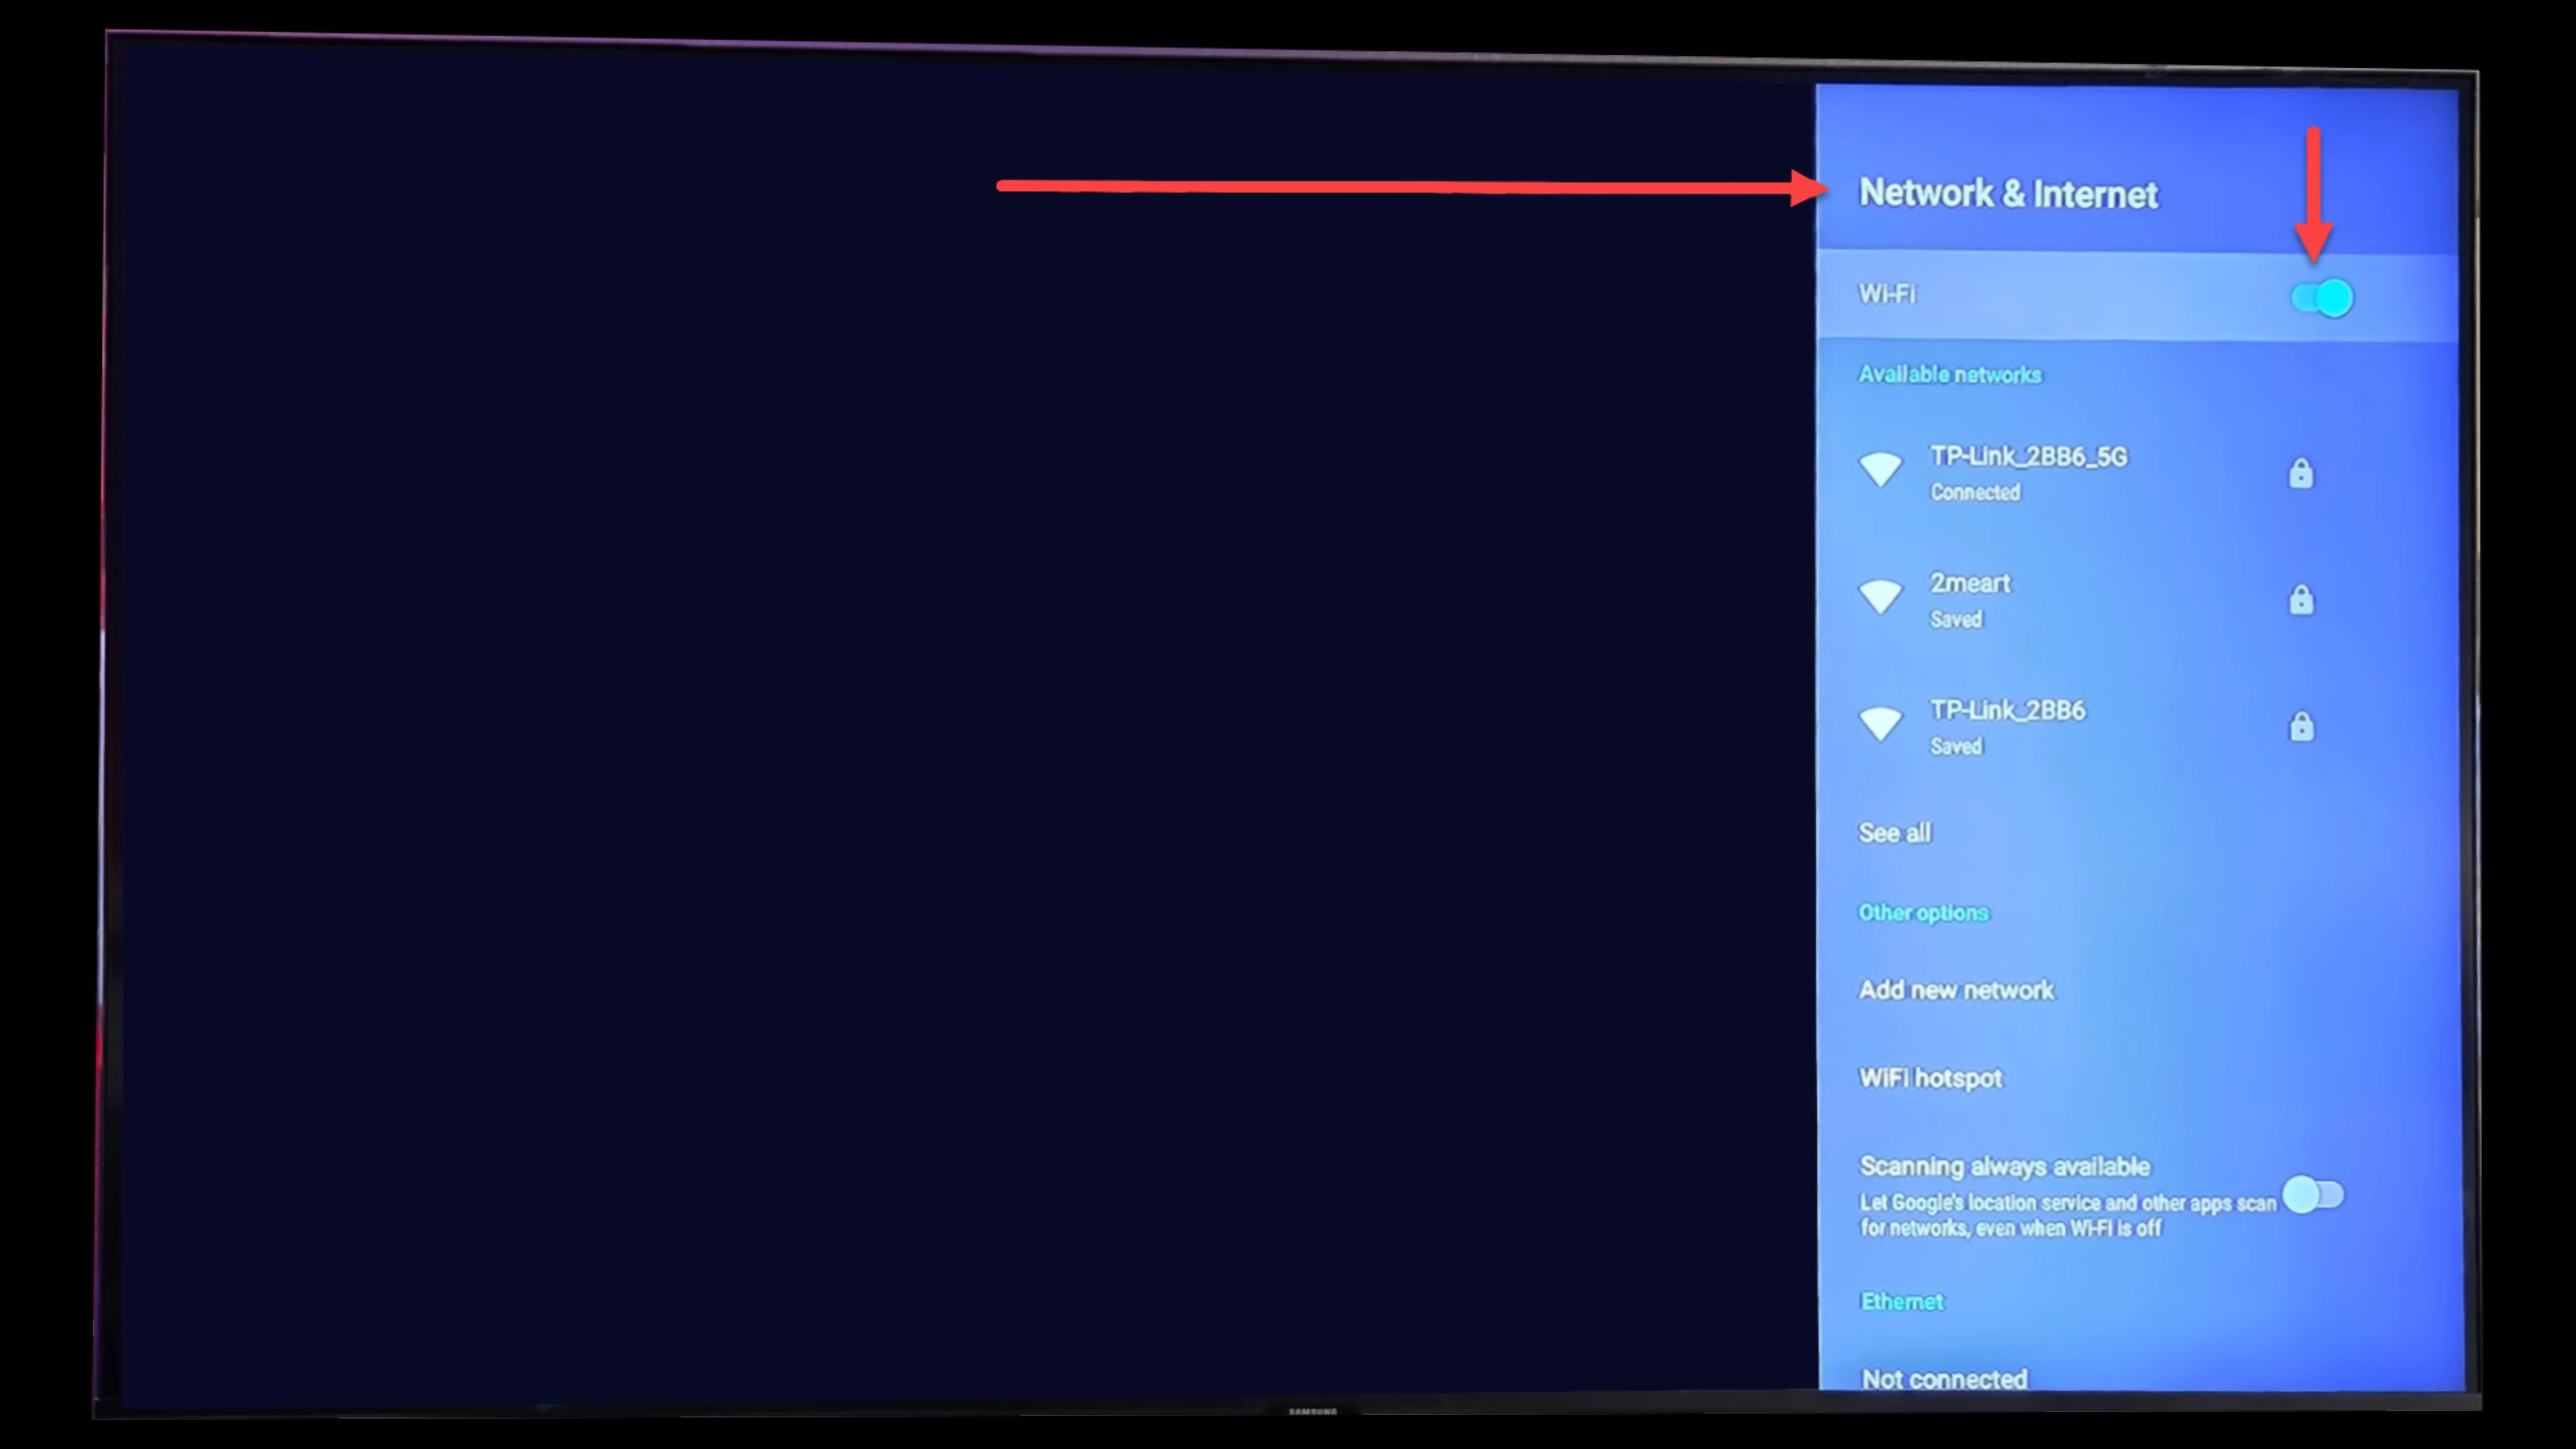 Network & Internet
Wi-Fi
Available networks
TP-Link_2BB6_5G
Connected
2meart
Saved
TP-Link_2BB6
Saved
See all
Other options
Add new network
WiFi hotspot
Scanning always available
Let Google's location service and other apps scan
for networks, even when Wi-Fi is off
Ethernet
Not connected
SAMSUNG